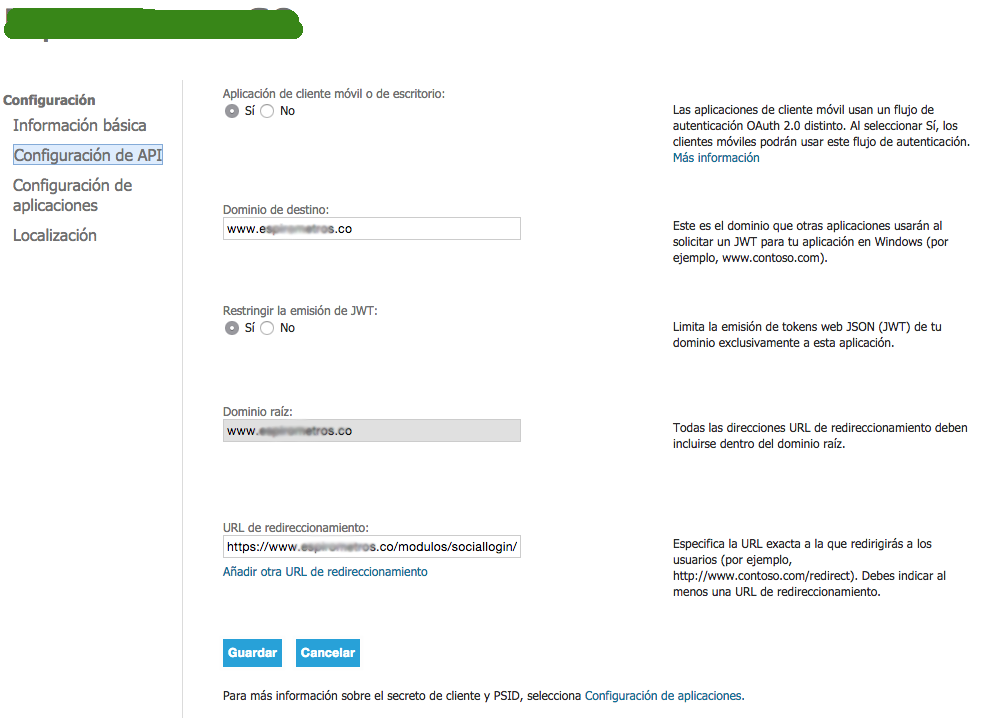 Configuración
Información básica
Configuración de API
Configuración de
aplicaciones
Localización
Aplicación de cliente móvil o de escritorio:
Sí No
Las aplicaciones de cliente móvil usan un flujo de
autenticación OAuth 2.0 distinto. Al seleccionar Sí, los
clientes móviles podrán usar este flujo de autenticación.
Más información
Dominio de destino:
www. .co
Este es el dominio que otras aplicaciones usarán al
solicitar un JWT para tu aplicación en Windows (por
ejemplo, www.contoso.com).
Restringir la emisión de JWT:
Sí No
Limita la emisión de tokens web JSON (JWT) de tu
dominio exclusivamente a esta aplicación.
Dominio raíz:
www. .co
Todas las direcciones URL de redireccionamiento deben
incluirse dentro del dominio raíz.
URL de redireccionamiento:
https://www. .co/modulos/sociallogin/
Añadir otra URL de redireccionamiento
Especifica la URL exacta a la que redirigirás a los
usuarios (por ejemplo,
http://www.contoso.com/redirect). Debes indicar al
menos una URL de redireccionamiento.
Guardar Cancelar
Para más información sobre el secreto de cliente y PSID, selecciona Configuración de aplicaciones.